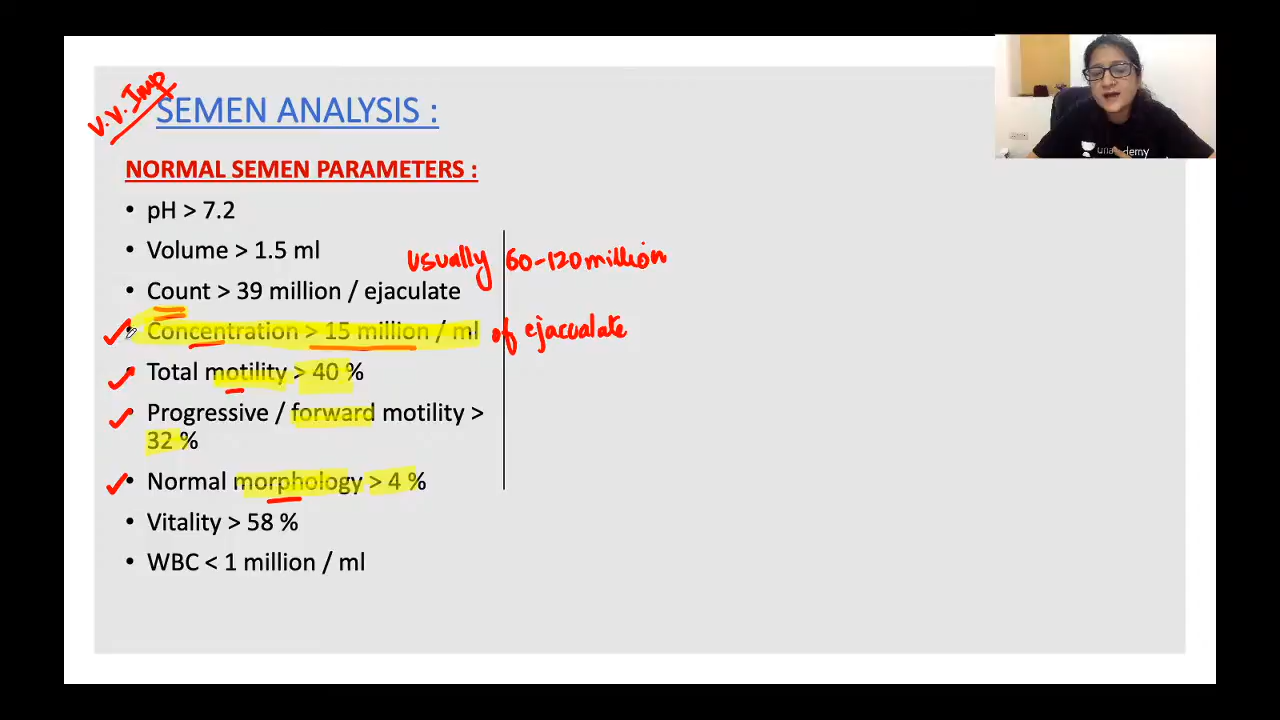 V.V. Imp
SEMEN ANALYSIS :
NORMAL SEMEN PARAMETERS :
• pH > 7.2
• Volume > 1.5 ml
usually 60-120 million
• Count > 39 million / ejaculate
• Concentration > 15 million / ml of ejaculate
• Total motility > 40 %
• Progressive / forward motility >
32 %
• Normal morphology > 4 %
• Vitality > 58 %
• WBC < 1 million / ml
unacademy